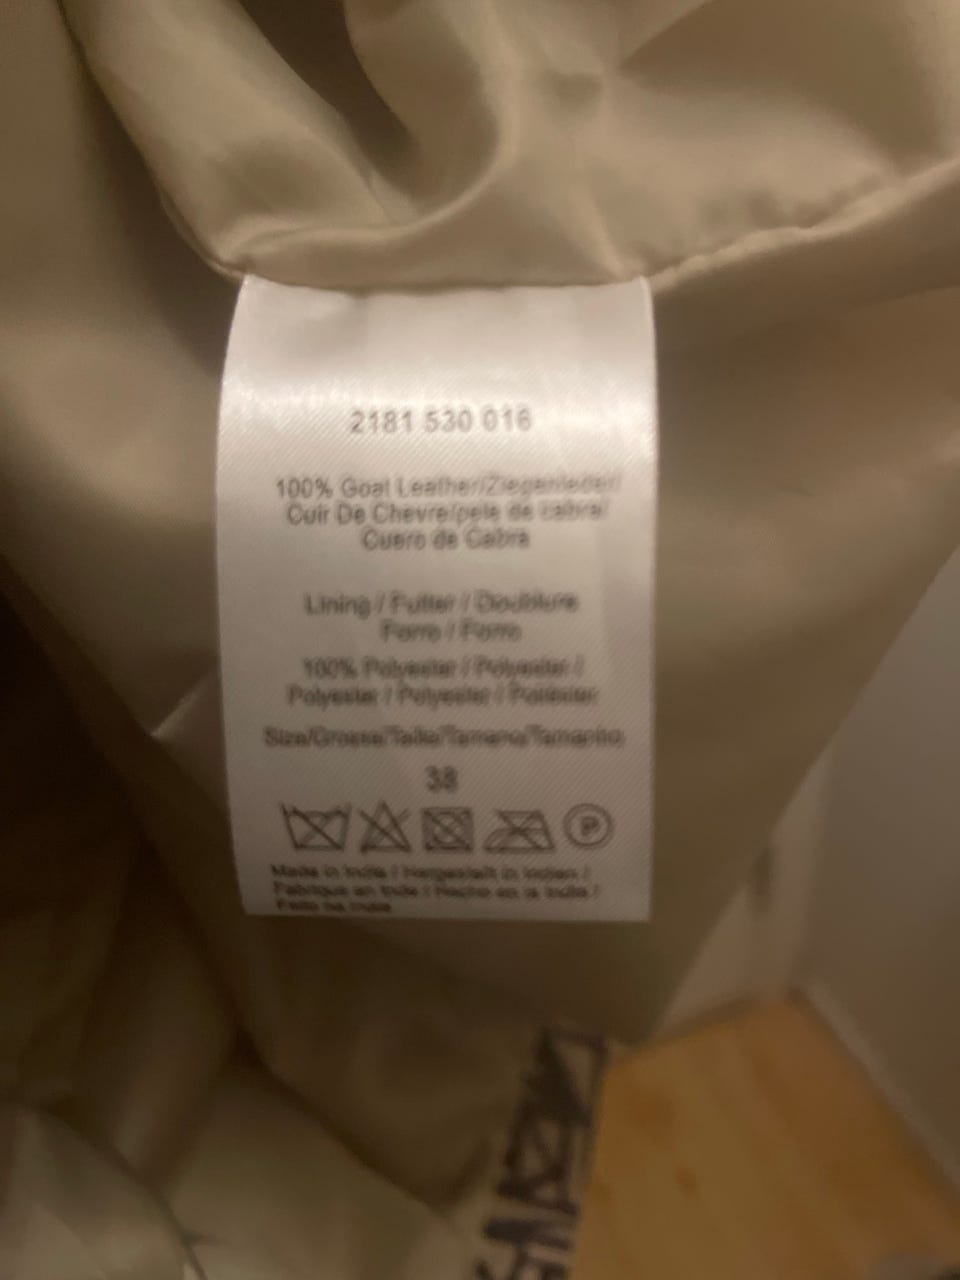 2181 530 016
100% Goat Leather/Ziegenleder/
Cuir De Chevre/pele de cabra/
Cuero de Cabra
Lining / Futter / Doublure
Forro / Forro
100% Polyester / Polyester /
Polyester / Polyester / Poliéster
Size/Grosse/Taille/Tamano/Tamanho
38
P
Made in India / Hergestellt in Indien /
Fabrique en Inde / Hecho en la India /
Feito na India